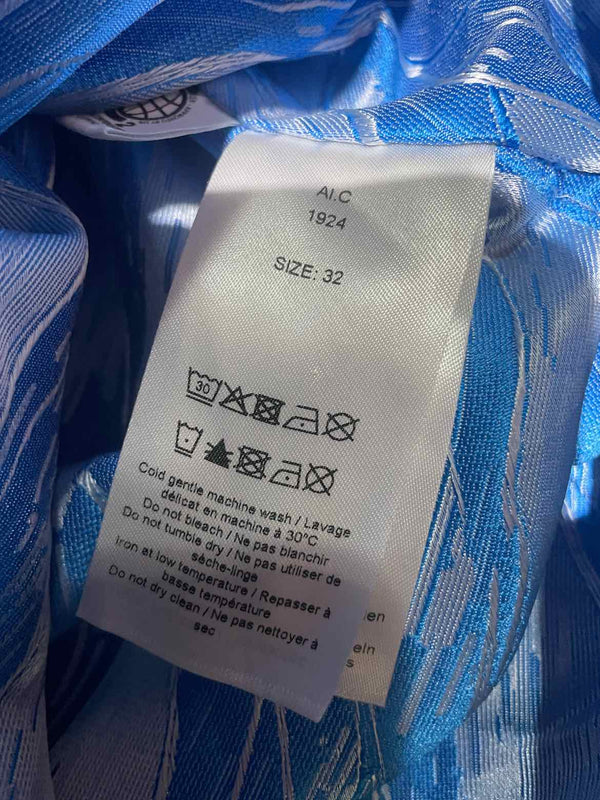 AI.C
1924
SIZE: 32
30
Cold gentle machine wash / Lavage
délicat en machine à 30°C
Do not bleach / Ne pas blanchir
Do not tumble dry / Ne pas utiliser de
sèche-linge
Iron at low temperature / Repasser à
basse température
Do not dry clean / Ne pas nettoyer à
sec